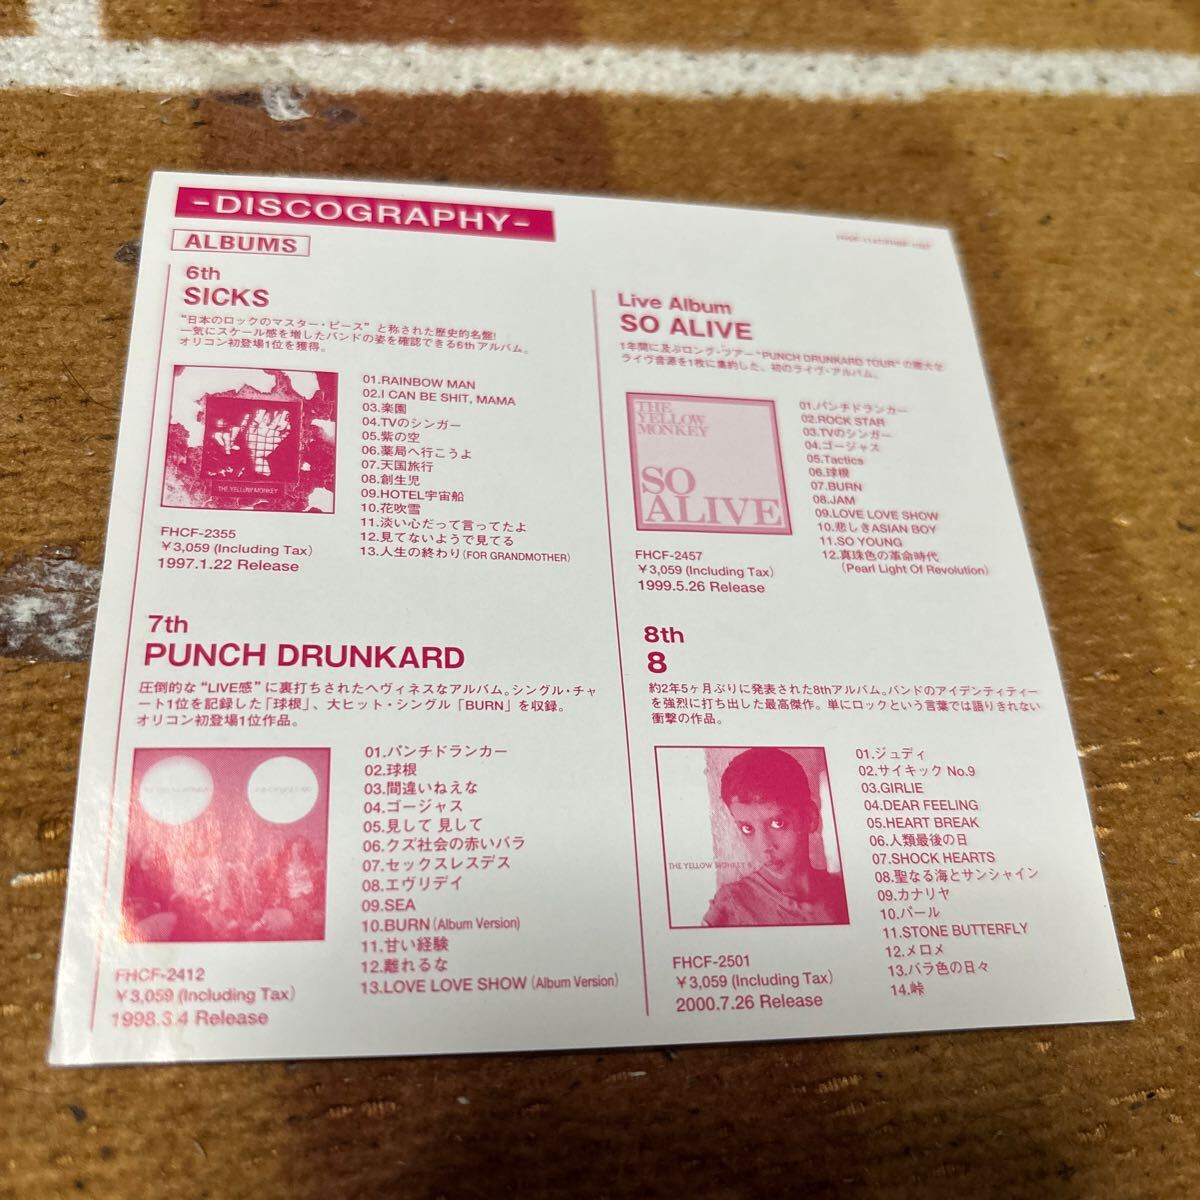 -DISCOGRAPHY-
ALBUMS
6th
SICKS
“日本のロックのマスター・ピース” と称された歴史的名盤!
一気にスケール感を増したバンドの姿を確認できる6thアルバム。
オリコン初登場1位を獲得。
THE YELLOW MONKEY
01.RAINBOW MAN
02.I CAN BE SHIT, MAMA
03.楽園
04.TVのシンガー
05.紫の空
06.薬局へ行こうよ
07.天国旅行
08.創生児
09.HOTEL宇宙船
10.花吹雪
11.淡い心だって言ってたよ
12.見てないようで見てる
13.人生の終わり(FOR GRANDMOTHER)
FHCF-2355
¥3,059 (Including Tax)
1997.1.22 Release
7th
PUNCH DRUNKARD
圧倒的な “LIVE感” に裏打ちされたヘヴィネスなアルバム。シングル・チャ
ート1位を記録した「球根」、大ヒット・シングル「BURN」を収録。
オリコン初登場1位作品。
01.パンチドランカー
02.球根
03.間違いねえな
04.ゴージャス
05.見して 見して
06.クズ社会の赤いバラ
07.セックスレスデス
08.エヴリデイ
09.SEA
10.BURN (Album Version)
11.甘い経験
12.離れるな
13.LOVE LOVE SHOW (Album Version)
FHCF-2412
¥3,059 (Including Tax)
1998.3.4 Release
Live Album
SO ALIVE
1年間に及ぶロング・ツアー “PUNCH DRUNKARD TOUR” の膨大な
ライヴ音源を1枚に集約した、初のライヴ・アルバム。
THE
YELLOW
MONKEY
SO
ALIVE
01.パンチドランカー
02.ROCK STAR
03.TVのシンガー
04.ゴージャス
05.Tactics
06.球根
07.BURN
08.JAM
09.LOVE LOVE SHOW
10.悲しきASIAN BOY
11.SO YOUNG
12.真珠色の革命時代
(Pearl Light Of Revolution)
FHCF-2457
¥3,059 (Including Tax)
1999.5.26 Release
8th
8
約2年5ヶ月ぶりに発表された8thアルバム。バンドのアイデンティティー
を強烈に打ち出した最高傑作。単にロックという言葉では語りきれない
衝撃の作品。
THE YELLOW MONKEY 8
01.ジュディ
02.サイキック No.9
03.GIRLIE
04.DEAR FEELING
05.HEART BREAK
06.人類最後の日
07.SHOCK HEARTS
08.聖なる海とサンシャイン
09.カナリヤ
10.パール
11.STONE BUTTERFLY
12.メロメ
13.バラ色の日々
14.峠
FHCF-2501
¥3,059 (Including Tax)
2000.7.26 Release